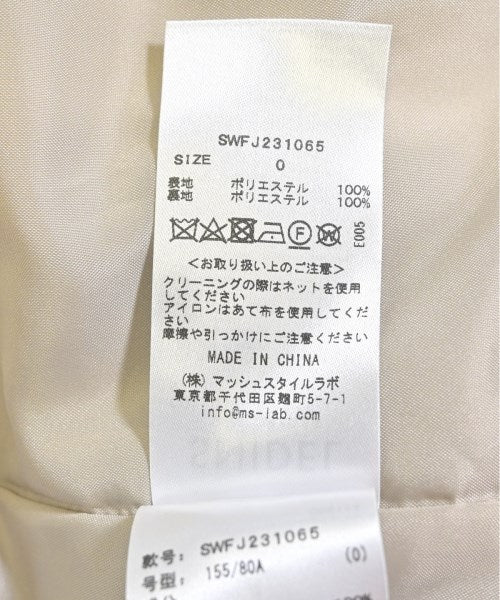 SWFJ231065
SIZE 0
表地 ポリエステル 100%
裏地 ポリエステル 100%
E005
<お取り扱い上のご注意>
クリーニングの際はネットを使用
してください
アイロンはあて布を使用してくだ
さい
摩擦や引っかけにご注意ください
MADE IN CHINA
(株) マッシュスタイルラボ
東京都千代田区麹町5-7-1
info@ms-lab.com
SNIDEL
款号: SWFJ231065
号型: 155/80A (0)